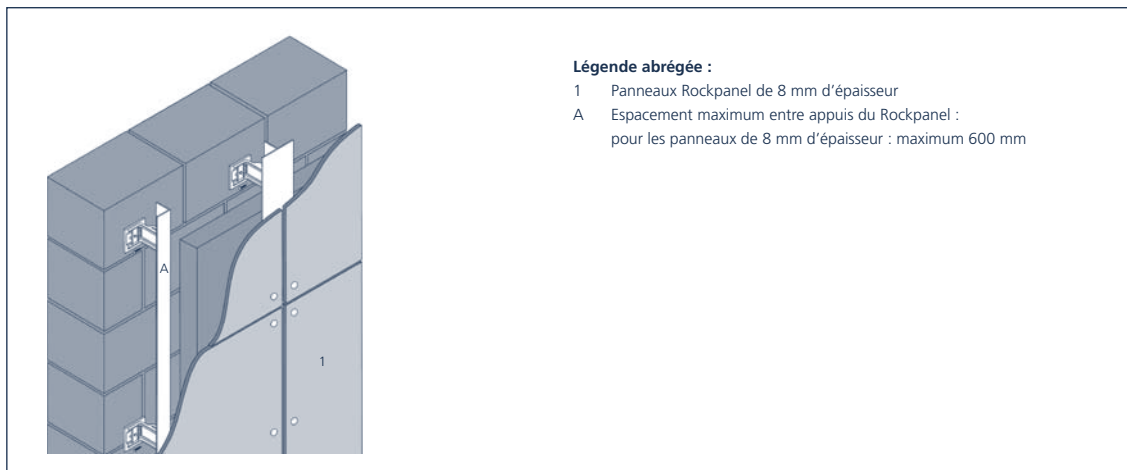 Légende abrégée :
1 Panneaux Rockpanel de 8 mm d’épaisseur
A Espacement maximum entre appuis du Rockpanel :
pour les panneaux de 8 mm d’épaisseur : maximum 600 mm
A
1